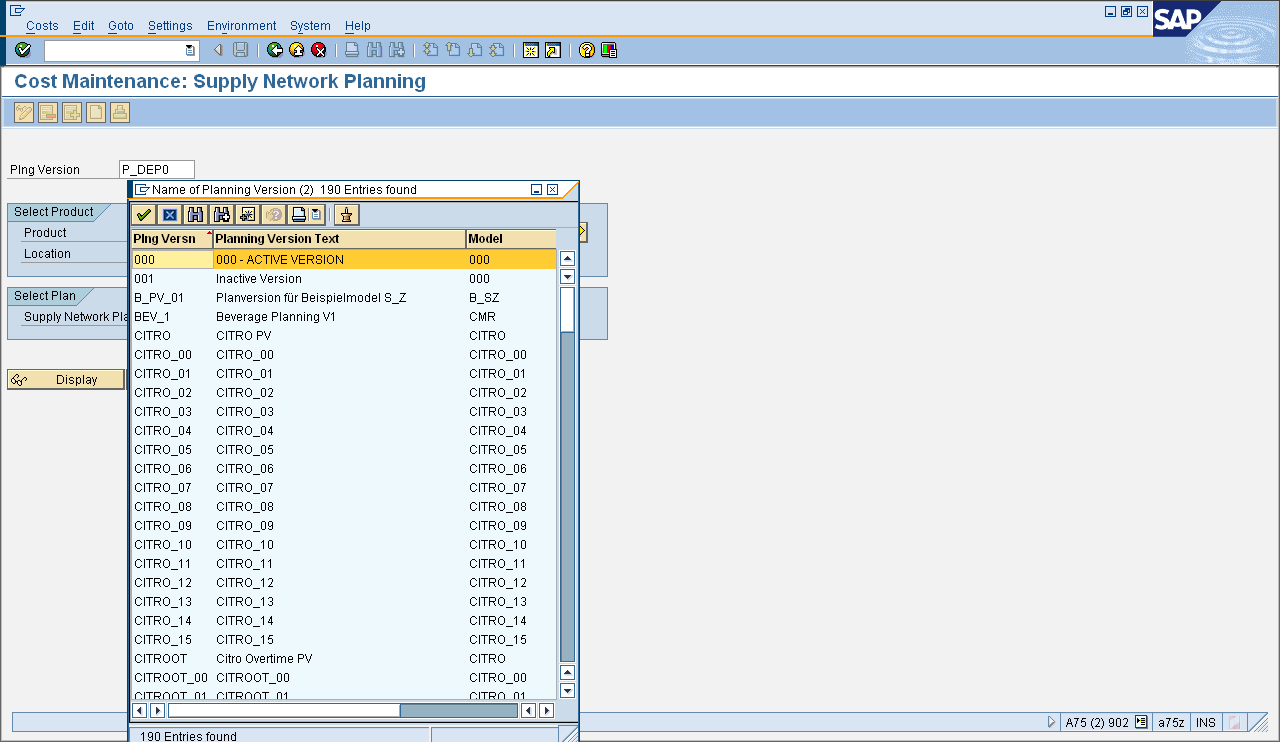 Costs Edit Goto Settings Environment System Help
SAP
Cost Maintenance: Supply Network Planning
Plng Version P_DEP0
Name of Planning Version (2) 190 Entries found
Select Product
Product
Location
Select Plan
Supply Network Pla
Display
Plng Versn Planning Version Text Model
000 000 - ACTIVE VERSION 000
001 Inactive Version 000
B_PV_01 Planversion für Beispielmodel S_Z B_SZ
BEV_1 Beverage Planning V1 CMR
CITRO CITRO PV CITRO
CITRO_00 CITRO_00 CITRO_00
CITRO_01 CITRO_01 CITRO_01
CITRO_02 CITRO_02 CITRO_02
CITRO_03 CITRO_03 CITRO_03
CITRO_04 CITRO_04 CITRO_04
CITRO_05 CITRO_05 CITRO_05
CITRO_06 CITRO_06 CITRO_06
CITRO_07 CITRO_07 CITRO_07
CITRO_08 CITRO_08 CITRO_08
CITRO_09 CITRO_09 CITRO_09
CITRO_10 CITRO_10 CITRO_10
CITRO_11 CITRO_11 CITRO_11
CITRO_12 CITRO_12 CITRO_12
CITRO_13 CITRO_13 CITRO_13
CITRO_14 CITRO_14 CITRO_14
CITRO_15 CITRO_15 CITRO_15
CITROOT Citro Overtime PV CITRO
CITROOT_00 CITROOT_00 CITRO_00
CITROOT_01 CITROOT_01 CITRO_01
190 Entries found
A75 (2) 902 a75z INS